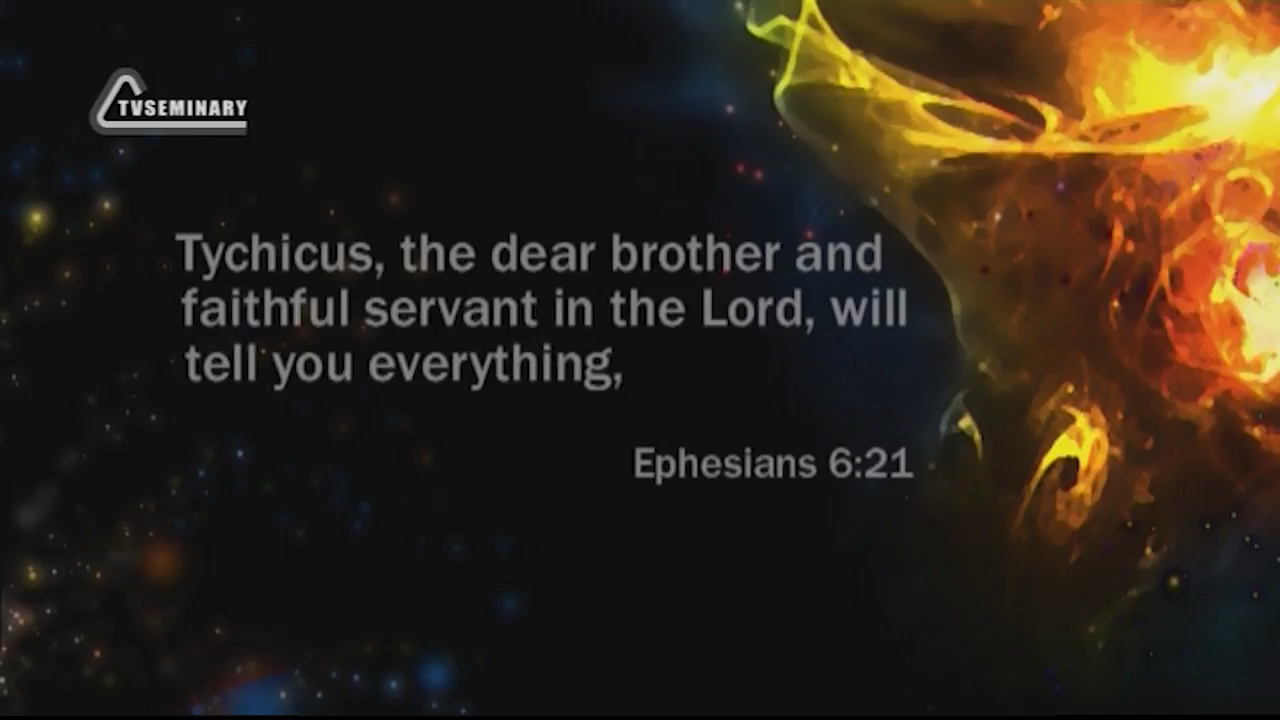 TVSEMINARY
Tychicus, the dear brother and
faithful servant in the Lord, will
tell you everything,
Ephesians 6:21